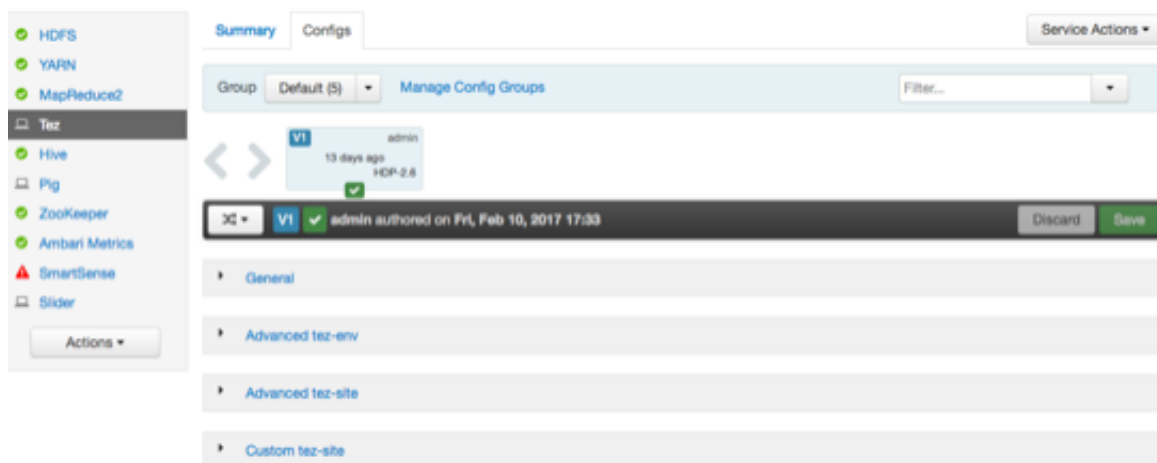 HDFS
YARN
MapReduce2
Tez
Hive
Pig
ZooKeeper
Ambari Metrics
SmartSense
Slider
Actions
Summary Configs Service Actions
Group Default (5) Manage Config Groups Filter...
V1 admin
13 days ago
HDP-2.6
V1 admin authored on Fri, Feb 10, 2017 17:33 Discard Save
General
Advanced tez-env
Advanced tez-site
Custom tez-site